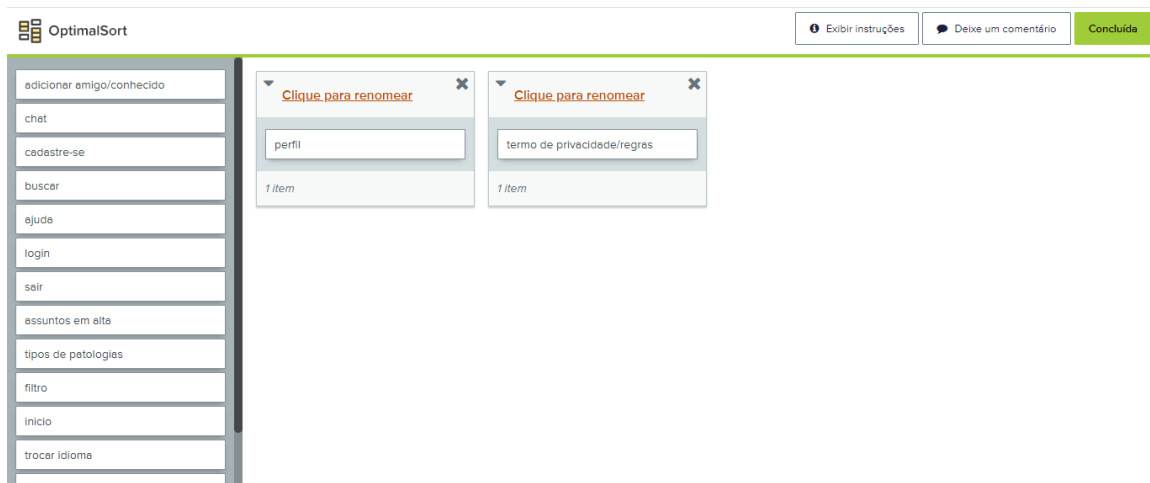 OptimalSort
Exibir instruções
Deixe um comentário
Concluída
adicionar amigo/conhecido
chat
cadastre-se
buscar
ajuda
login
sair
assuntos em alta
tipos de patologias
filtro
inicio
trocar idioma
Clique para renomear
perfil
1 item
Clique para renomear
termo de privacidade/regras
1 item